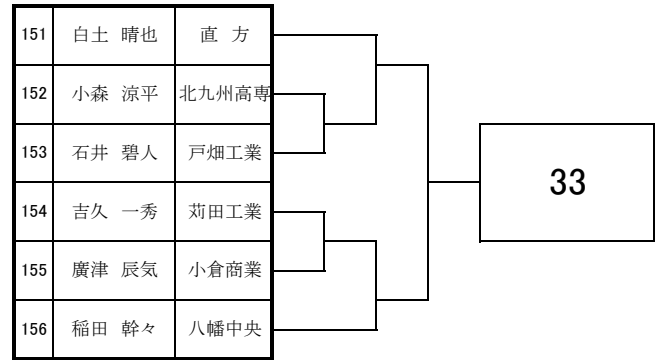 151 白土 晴也 直 方
152 小森 涼平 北九州高専
153 石井 碧人 戸畑工業
154 吉久 一秀 苅田工業
155 廣津 辰気 小倉商業
156 稲田 幹々 八幡中央
33